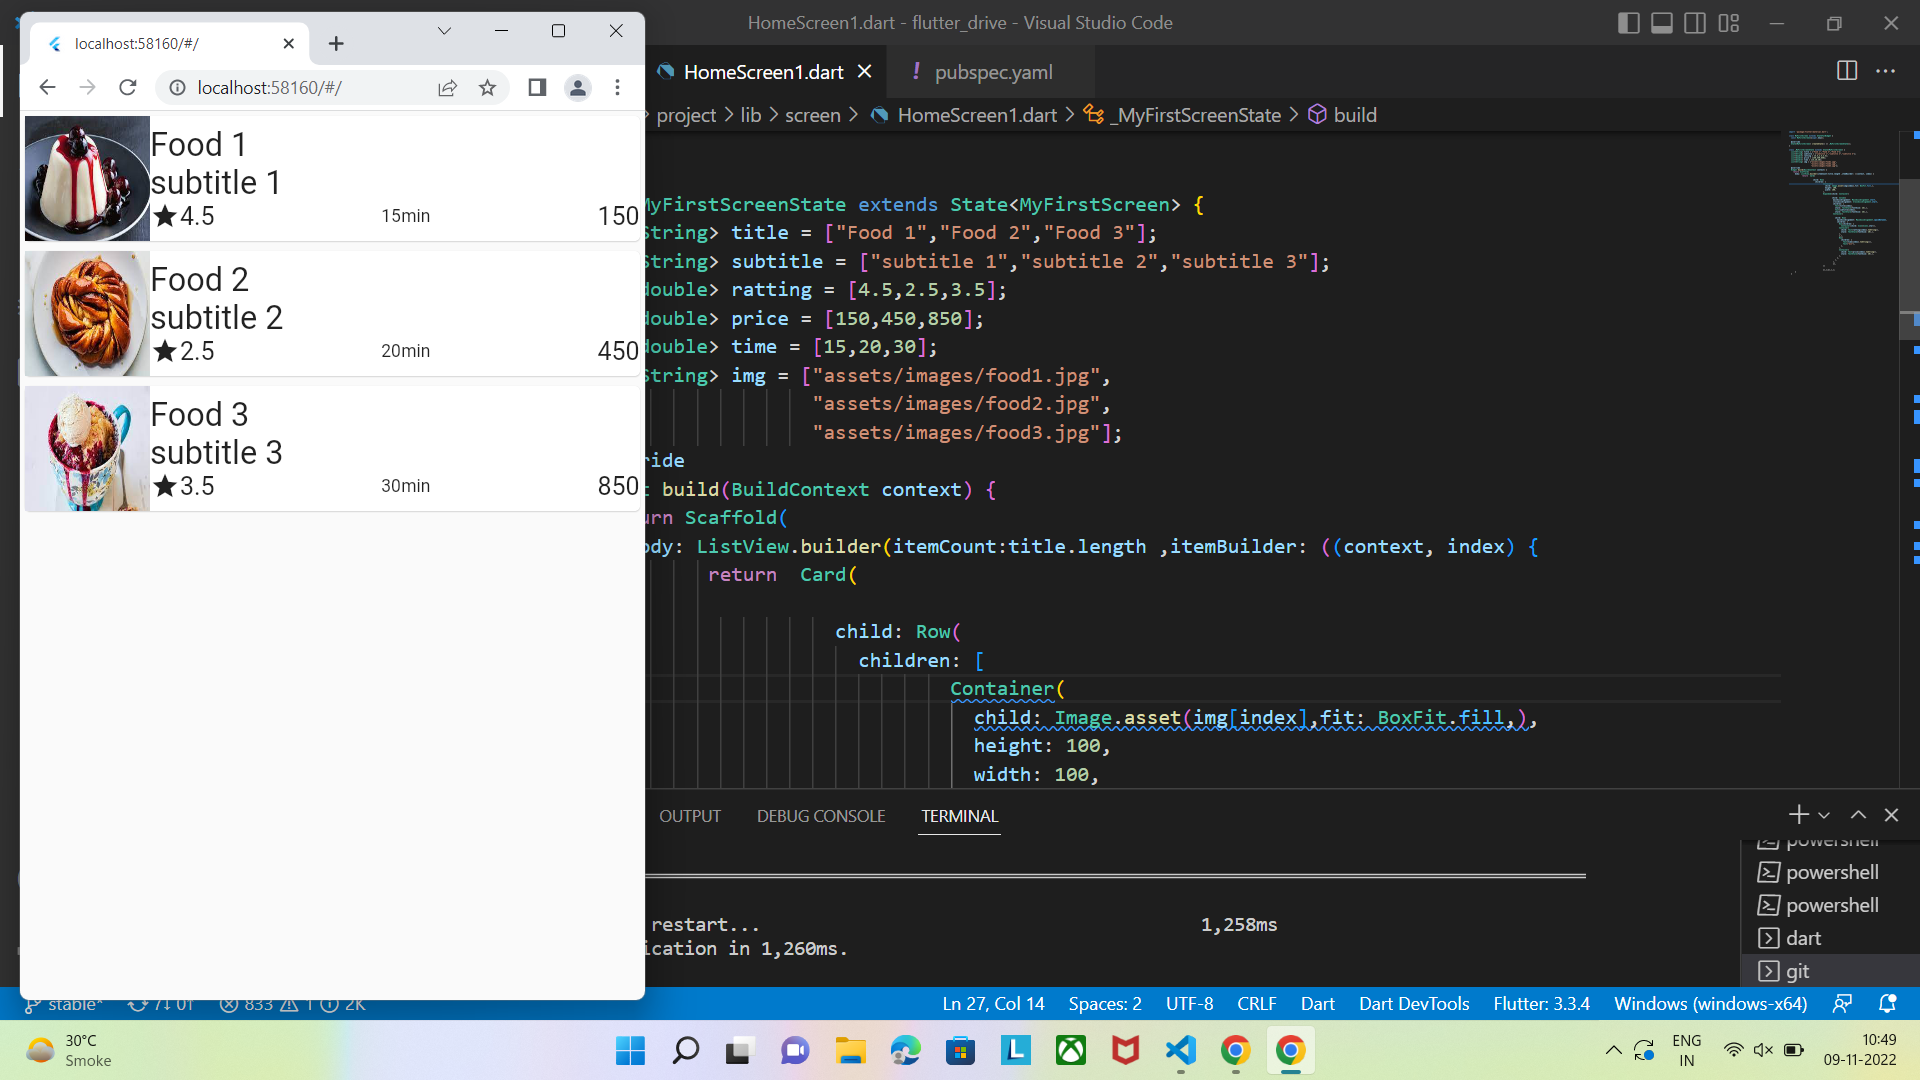 HomeScreen1.dart - flutter_drive - Visual Studio Code
localhost:58160/#/
localhost:58160/#/
Food 1
subtitle 1
4.5 15min 150
Food 2
subtitle 2
2.5 20min 450
Food 3
subtitle 3
3.5 30min 850
HomeScreen1.dart
! pubspec.yaml
project > lib > screen > HomeScreen1.dart > _MyFirstScreenState > build
MyFirstScreenState extends State<MyFirstScreen> {
String> title = ["Food 1","Food 2","Food 3"];
String> subtitle = ["subtitle 1","subtitle 2","subtitle 3"];
double> ratting = [4.5,2.5,3.5];
double> price = [150,450,850];
double> time = [15,20,30];
String> img = ["assets/images/food1.jpg",
"assets/images/food2.jpg",
"assets/images/food3.jpg"];
ride
t build(BuildContext context) {
urn Scaffold(
ody: ListView.builder(itemCount:title.length ,itemBuilder: ((context, index) {
return  Card(
child: Row(
children: [
Container(
child: Image.asset(img[index],fit: BoxFit.fill,),
height: 100,
width: 100,
OUTPUT DEBUG CONSOLE TERMINAL
restart... 1,258ms
ication in 1,260ms.
powershell
powershell
powershell
dart
git
stable* 7↓ 0↑ 833 1 2K
Ln 27, Col 14 Spaces: 2 UTF-8 CRLF Dart Dart DevTools Flutter: 3.3.4 Windows (windows-x64)
30°C
Smoke
ENG
IN
10:49
09-11-2022